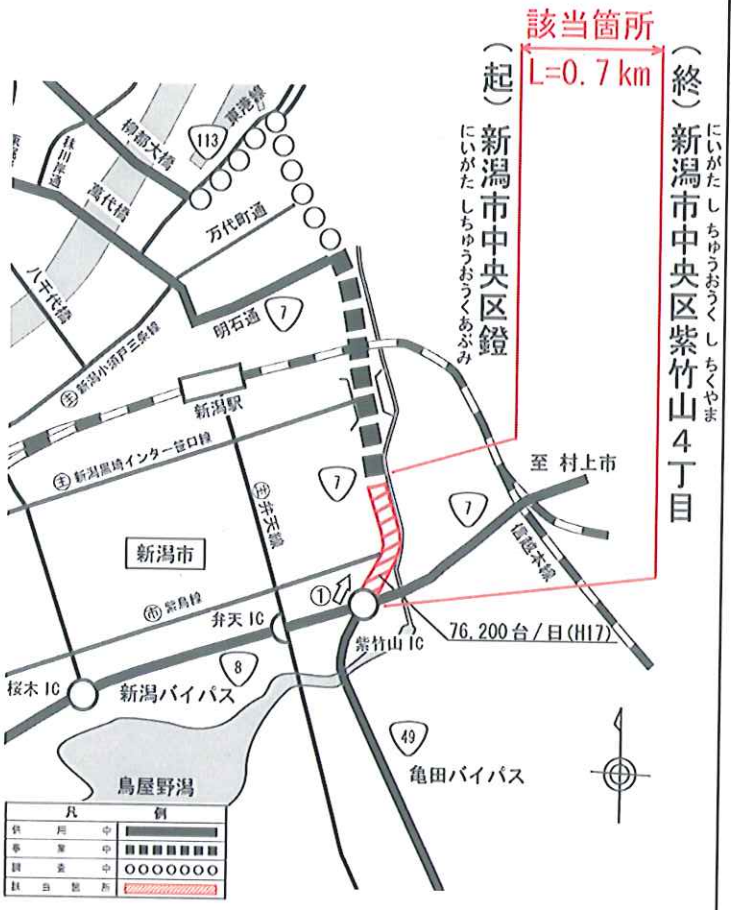 該当箇所
L=0.7km
（起）新潟市中央区鐙
にいがたしちゅうおうくあぶみ
（終）新潟市中央区紫竹山4丁目
にいがたしちゅうおうくしちくやま
東港線
113
柳都大橋
萬代橋
万代町通
八千代橋
明石通
7
㊤新潟小須戸三条線
新潟駅
㊤新潟黒埼インター笹口線
7
㊤弁天線
至 村上市
7
信越本線
新潟市
㊞紫鳥線
①
弁天IC
紫竹山IC
76,200台/日(H17)
桜木IC
新潟バイパス
8
49
亀田バイパス
鳥屋野潟
凡 例
供用中
事業中
調査中
該当箇所